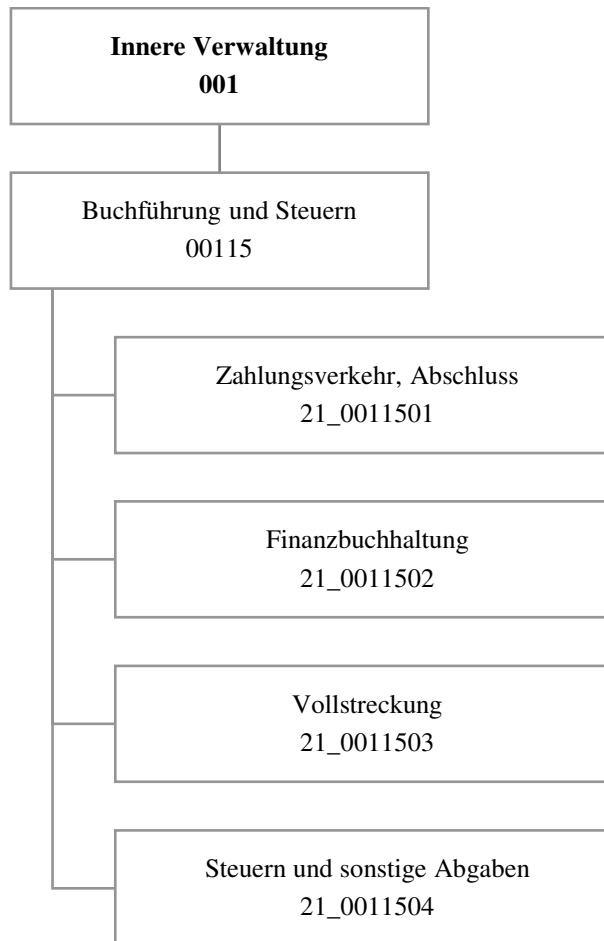 Innere Verwaltung
001
Buchführung und Steuern
00115
Zahlungsverkehr, Abschluss
21_0011501
Finanzbuchhaltung
21_0011502
Vollstreckung
21_0011503
Steuern und sonstige Abgaben
21_0011504